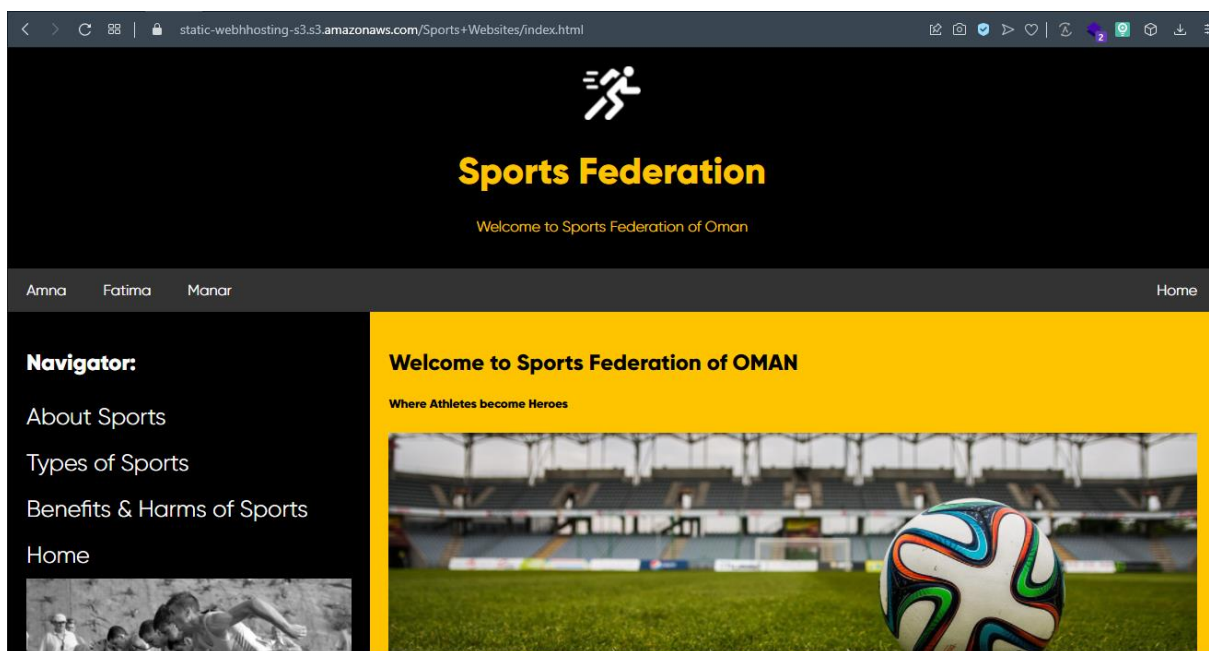 static-webhhosting-s3.s3.amazonaws.com/Sports+Websites/index.html
2
Sports Federation
Welcome to Sports Federation of Oman
Amna Fatima Manar Home
Navigator:
About Sports
Types of Sports
Benefits & Harms of Sports
Home
Welcome to Sports Federation of OMAN
Where Athletes become Heroes